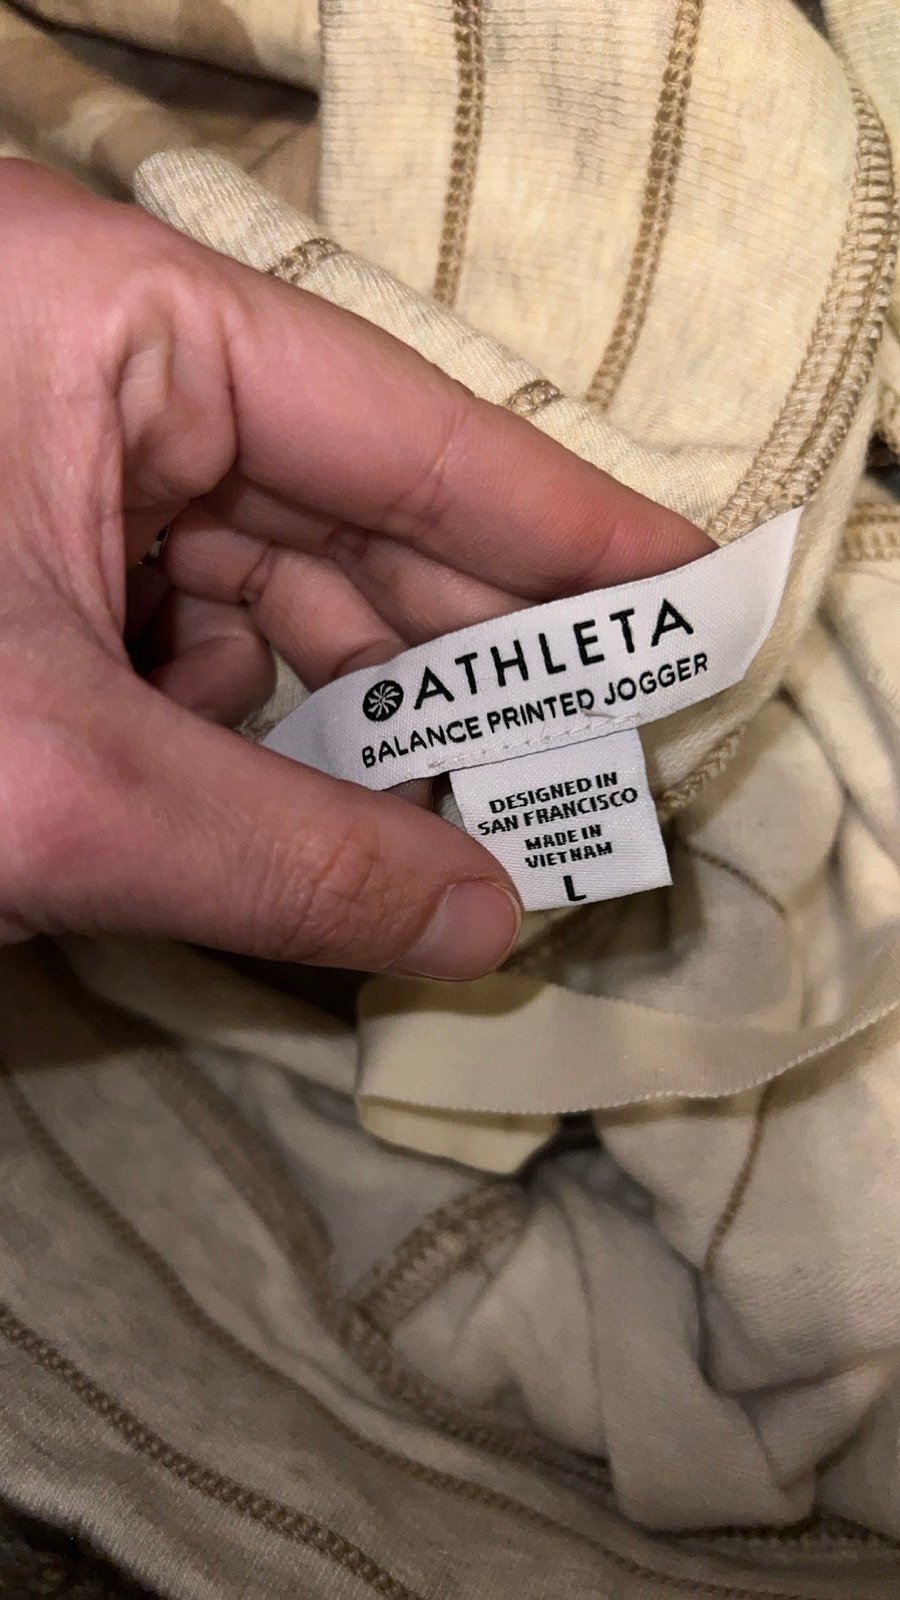 ATHLETA
BALANCE PRINTED JOGGER
DESIGNED IN
SAN FRANCISCO
MADE IN
VIETNAM
L